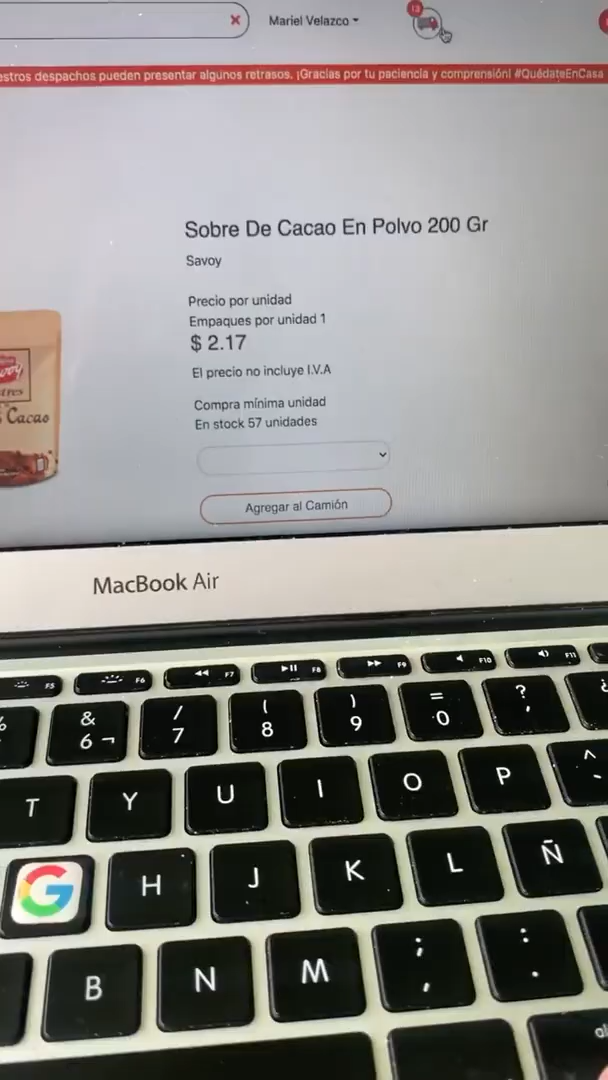 Mariel Velazco
13
estros despachos pueden presentar algunos retrasos. ¡Gracias por tu paciencia y comprensión! #QuédateEnCasa
Sobre De Cacao En Polvo 200 Gr
Savoy
Precio por unidad
Empaques por unidad 1
$ 2.17
El precio no incluye I.V.A
Compra mínima unidad
En stock 57 unidades
Agregar al Camión
Cacao
MacBook Air
F5 F6 F7 F8 F9 F10 F11
% & / ( ) = ? ¿
6 ¬ 7 8 9 0 '
T Y U I O P ^
G H J K L Ñ
B N M ; , : .
al